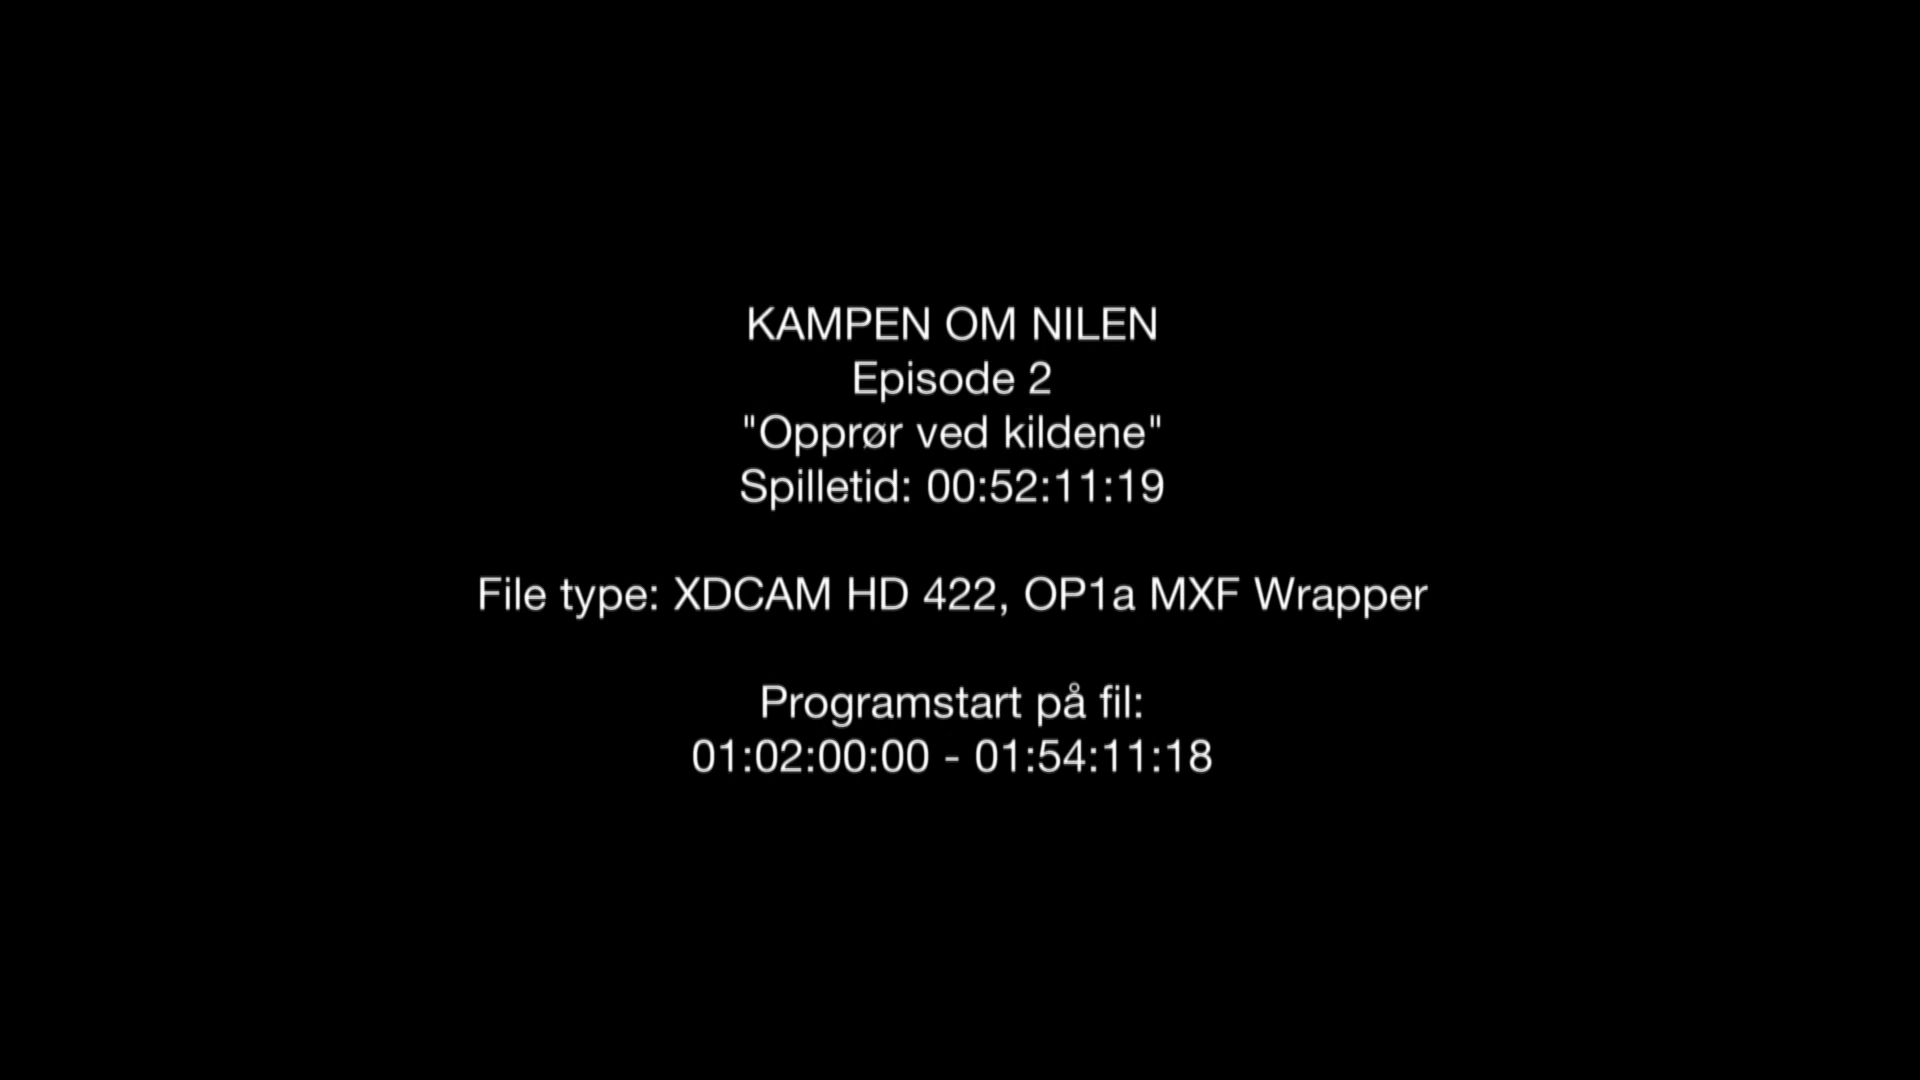 KAMPEN OM NILEN
Episode 2
"Opprør ved kildene"
Spilletid: 00:52:11:19
File type: XDCAM HD 422, OP1a MXF Wrapper
Programstart på fil:
01:02:00:00 - 01:54:11:18